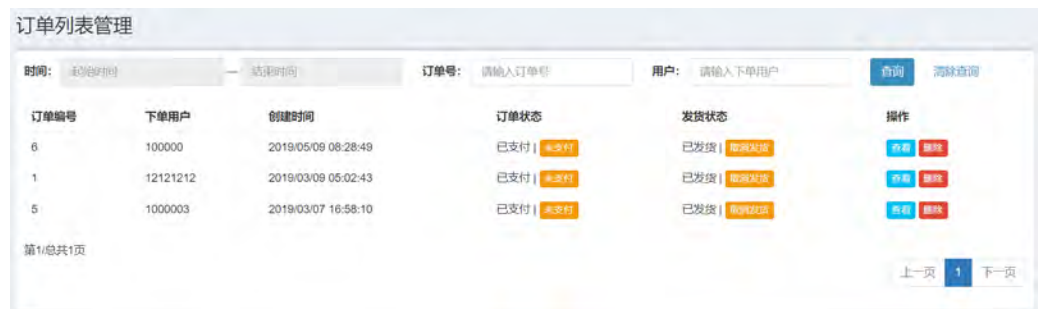 订单列表管理
时间: 起始时间 — 结束时间 订单号: 请输入订单号 用户: 请输入下单用户 查询 清除查询
订单编号 下单用户 创建时间 订单状态 发货状态 操作
6 100000 2019/05/09 08:28:49 已支付 | 未支付 已发货 | 取消发货 查看 删除
1 12121212 2019/03/09 05:02:43 已支付 | 未支付 已发货 | 取消发货 查看 删除
5 1000003 2019/03/07 16:58:10 已支付 | 未支付 已发货 | 取消发货 查看 删除
第1/总共1页
上一页 1 下一页